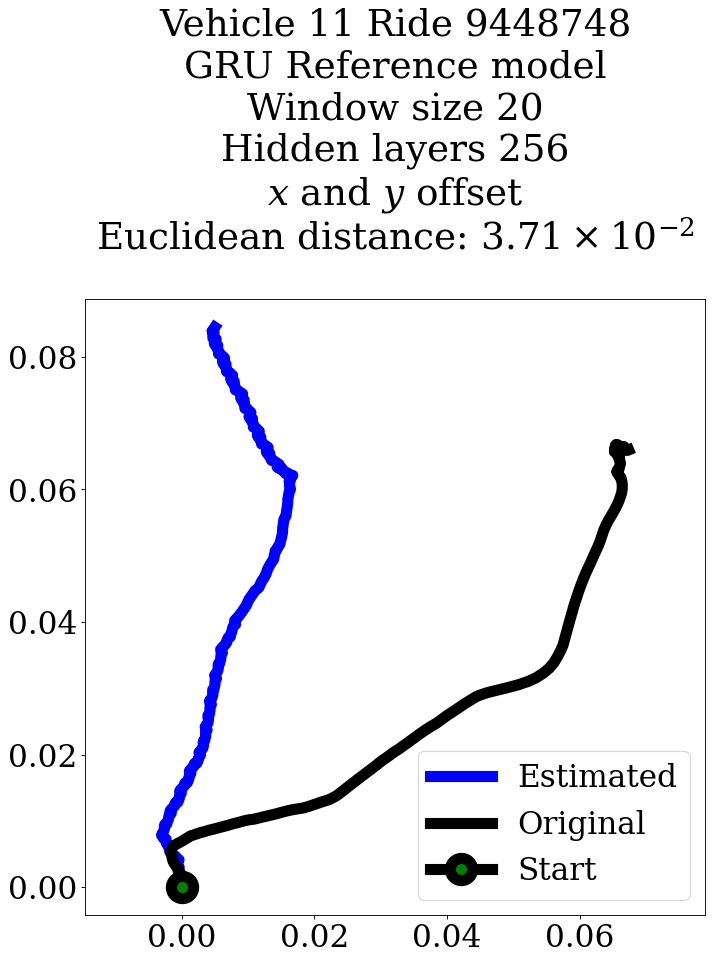 Vehicle 11 Ride 9448748
GRU Reference model
Window size 20
Hidden layers 256
x and y offset
Euclidean distance: 3.71 × 10⁻²
0.08
0.06
0.04
0.02
0.00
Estimated
Original
Start
0.00 0.02 0.04 0.06